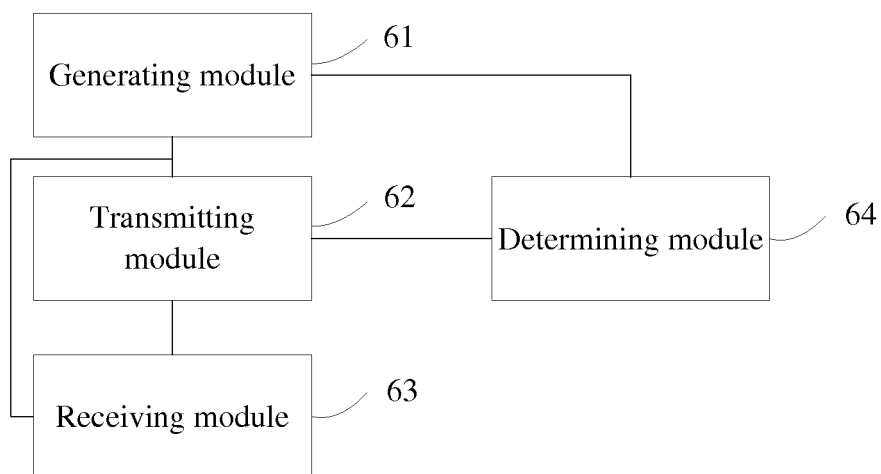 61
Generating module
62
Transmitting
module
64
Determining module
63
Receiving module